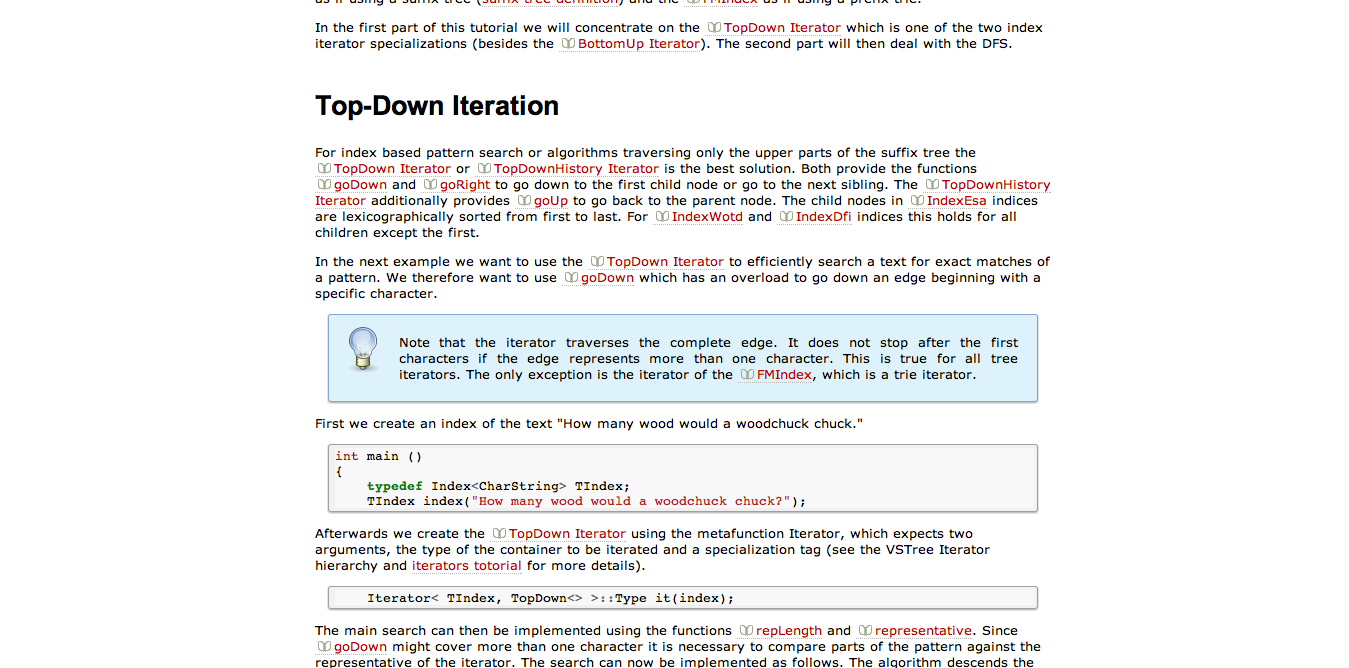 as if using a suffix tree (suffix tree definition) and the FMIndex as if using a prefix trie.
In the first part of this tutorial we will concentrate on the TopDown Iterator which is one of the two index
iterator specializations (besides the BottomUp Iterator). The second part will then deal with the DFS.
Top-Down Iteration
For index based pattern search or algorithms traversing only the upper parts of the suffix tree the
TopDown Iterator or TopDownHistory Iterator is the best solution. Both provide the functions
goDown and goRight to go down to the first child node or go to the next sibling. The TopDownHistory
Iterator additionally provides goUp to go back to the parent node. The child nodes in IndexEsa indices
are lexicographically sorted from first to last. For IndexWotd and IndexDfi indices this holds for all
children except the first.
In the next example we want to use the TopDown Iterator to efficiently search a text for exact matches of
a pattern. We therefore want to use goDown which has an overload to go down an edge beginning with a
specific character.
Note that the iterator traverses the complete edge. It does not stop after the first
characters if the edge represents more than one character. This is true for all tree
iterators. The only exception is the iterator of the FMIndex, which is a trie iterator.
First we create an index of the text "How many wood would a woodchuck chuck."
int main ()
{
typedef Index<CharString> TIndex;
TIndex index("How many wood would a woodchuck chuck?");
Afterwards we create the TopDown Iterator using the metafunction Iterator, which expects two
arguments, the type of the container to be iterated and a specialization tag (see the VSTree Iterator
hierarchy and iterators totorial for more details).
Iterator< TIndex, TopDown<> >::Type it(index);
The main search can then be implemented using the functions repLength and representative. Since
goDown might cover more than one character it is necessary to compare parts of the pattern against the
representative of the iterator. The search can now be implemented as follows. The algorithm descends the